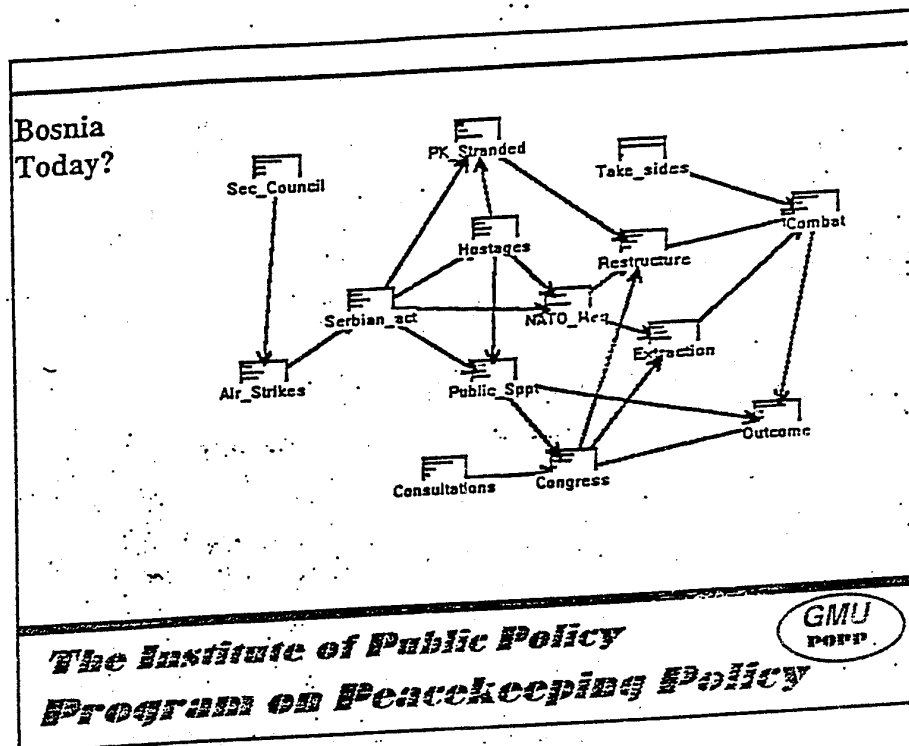 Bosnia
Today?
PK_Stranded
Sec_Council
Take_sides
Combat
Hostages
Restructure
Serbian_act
Extraction
Air_Strikes
Public_Sppt
Outcome
Consultations
Congress
GMU
POPP
The Institute of Public Policy
Program on Peacekeeping Policy